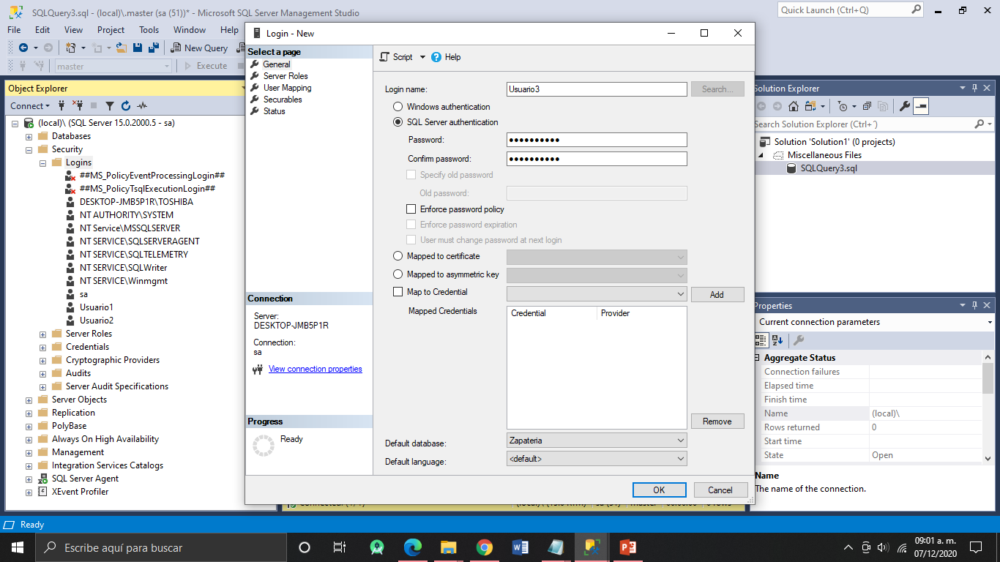 SQLQuery3.sql - (local)\.master (sa (51))* - Microsoft SQL Server Management Studio
Quick Launch (Ctrl+Q)
File Edit View Project Tools Window Help
New Query
master
Execute
Object Explorer
Connect
(local)\ (SQL Server 15.0.2000.5 - sa)
Databases
Security
Logins
##MS_PolicyEventProcessingLogin##
##MS_PolicyTsqlExecutionLogin##
DESKTOP-JMB5P1R\TOSHIBA
NT AUTHORITY\SYSTEM
NT Service\MSSQLSERVER
NT SERVICE\SQLSERVERAGENT
NT SERVICE\SQLTELEMETRY
NT SERVICE\SQLWriter
NT SERVICE\Winmgmt
sa
Usuario1
Usuario2
Server Roles
Credentials
Cryptographic Providers
Audits
Server Audit Specifications
Server Objects
Replication
PolyBase
Always On High Availability
Management
Integration Services Catalogs
SQL Server Agent
XEvent Profiler
Login - New
Select a page
General
Server Roles
User Mapping
Securables
Status
Connection
Server:
DESKTOP-JMB5P1R
Connection:
sa
View connection properties
Progress
Ready
Script Help
Login name: Usuario3 Search...
Windows authentication
SQL Server authentication
Password: ●●●●●●●●●●
Confirm password: ●●●●●●●●●●
Specify old password
Old password:
Enforce password policy
Enforce password expiration
User must change password at next login
Mapped to certificate
Mapped to asymmetric key
Map to Credential Add
Mapped Credentials Credential Provider
Remove
Default database: Zapateria
Default language: <default>
OK Cancel
Solution Explorer
Search Solution Explorer (Ctrl+´)
Solution 'Solution1' (0 projects)
Miscellaneous Files
SQLQuery3.sql
Properties
Current connection parameters
Aggregate Status
Connection failures
Elapsed time
Finish time
Name (local)\
Rows returned 0
Start time
State Open
Name
The name of the connection.
Ready
Escribe aquí para buscar
09:01 a. m.
07/12/2020